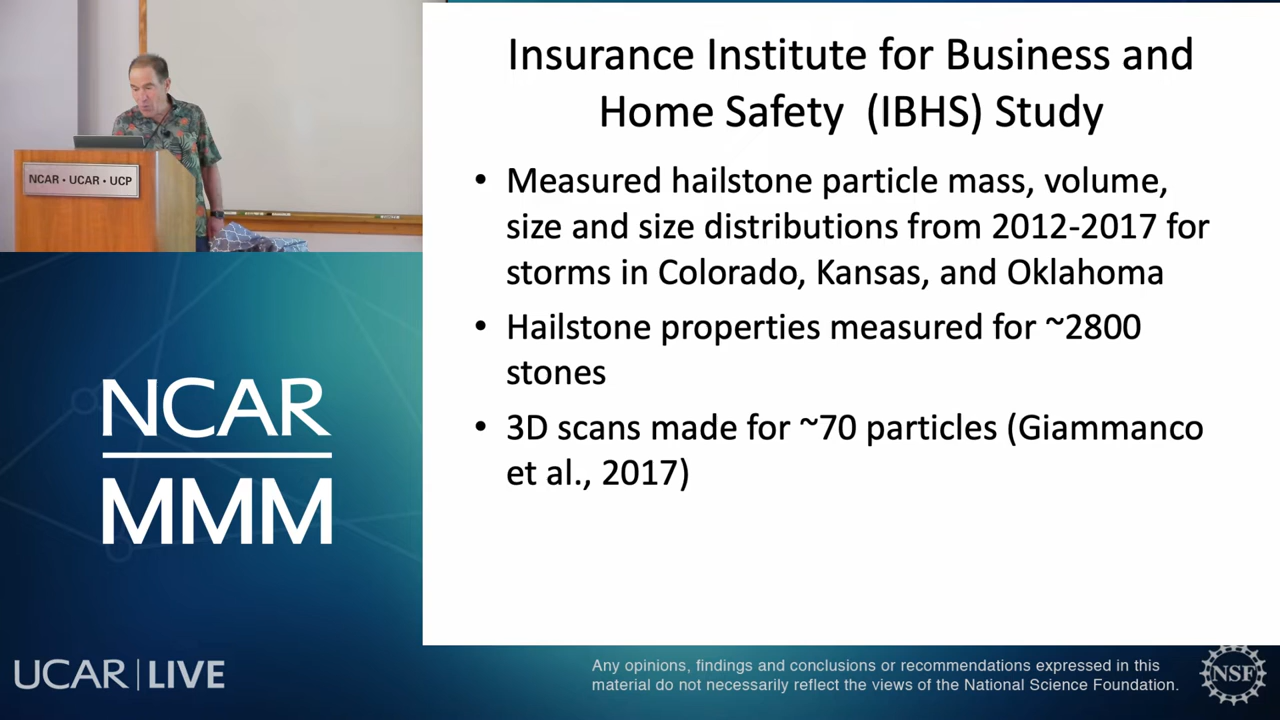 Insurance Institute for Business and
Home Safety (IBHS) Study
• Measured hailstone particle mass, volume,
size and size distributions from 2012-2017 for
storms in Colorado, Kansas, and Oklahoma
• Hailstone properties measured for ~2800
stones
• 3D scans made for ~70 particles (Giammanco
et al., 2017)
NCAR • UCAR • UCP
NCAR
MMM
UCAR | LIVE
Any opinions, findings and conclusions or recommendations expressed in this
material do not necessarily reflect the views of the National Science Foundation.
NSF